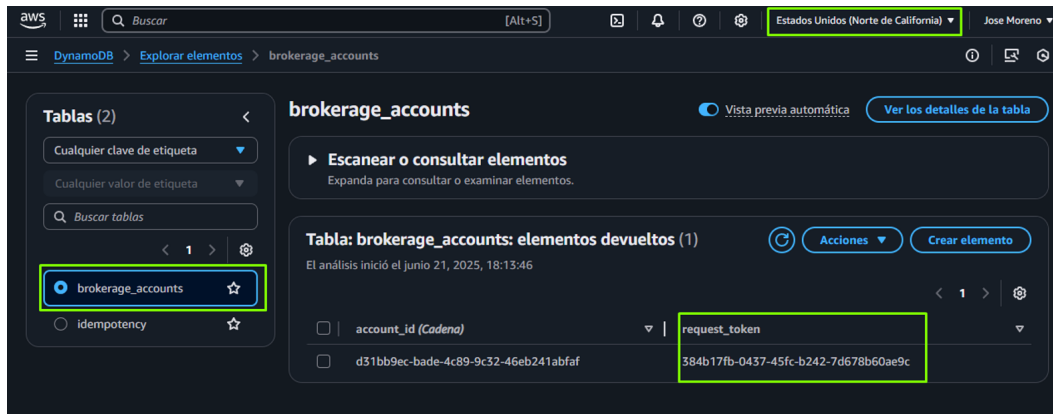 aws Buscar [Alt+S] Estados Unidos (Norte de California) ▼ Jose Moreno ▼
DynamoDB > Explorar elementos > brokerage_accounts
Tablas (2)
Cualquier clave de etiqueta
Cualquier valor de etiqueta
Buscar tablas
< 1 >
brokerage_accounts
idempotency
brokerage_accounts
Vista previa automática
Ver los detalles de la tabla
Escanear o consultar elementos
Expanda para consultar o examinar elementos.
Tabla: brokerage_accounts: elementos devueltos (1)
Acciones ▼
Crear elemento
El análisis inició el junio 21, 2025, 18:13:46
< 1 >
account_id (Cadena) request_token
d31bb9ec-bade-4c89-9c32-46eb241abfaf 384b17fb-0437-45fc-b242-7d678b60ae9c